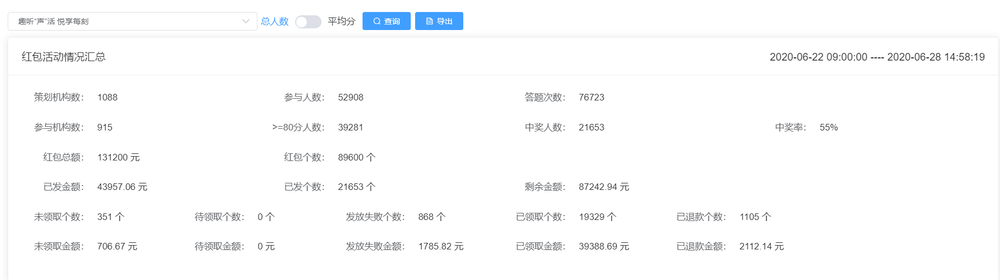 趣听“声”活 悦享每刻 总人数 平均分 查询 导出
红包活动情况汇总 2020-06-22 09:00:00 ---- 2020-06-28 14:58:19
策划机构数： 1088 参与人数： 52908 答题次数： 76723
参与机构数： 915 >=80分人数： 39281 中奖人数： 21653 中奖率： 55%
红包总额： 131200 元 红包个数： 89600 个
已发金额： 43957.06 元 已发个数： 21653 个 剩余金额： 87242.94 元
未领取个数： 351 个 待领取个数： 0 个 发放失败个数： 868 个 已领取个数： 19329 个 已退款个数： 1105 个
未领取金额： 706.67 元 待领取金额： 0 元 发放失败金额： 1785.82 元 已领取金额： 39388.69 元 已退款金额： 2112.14 元